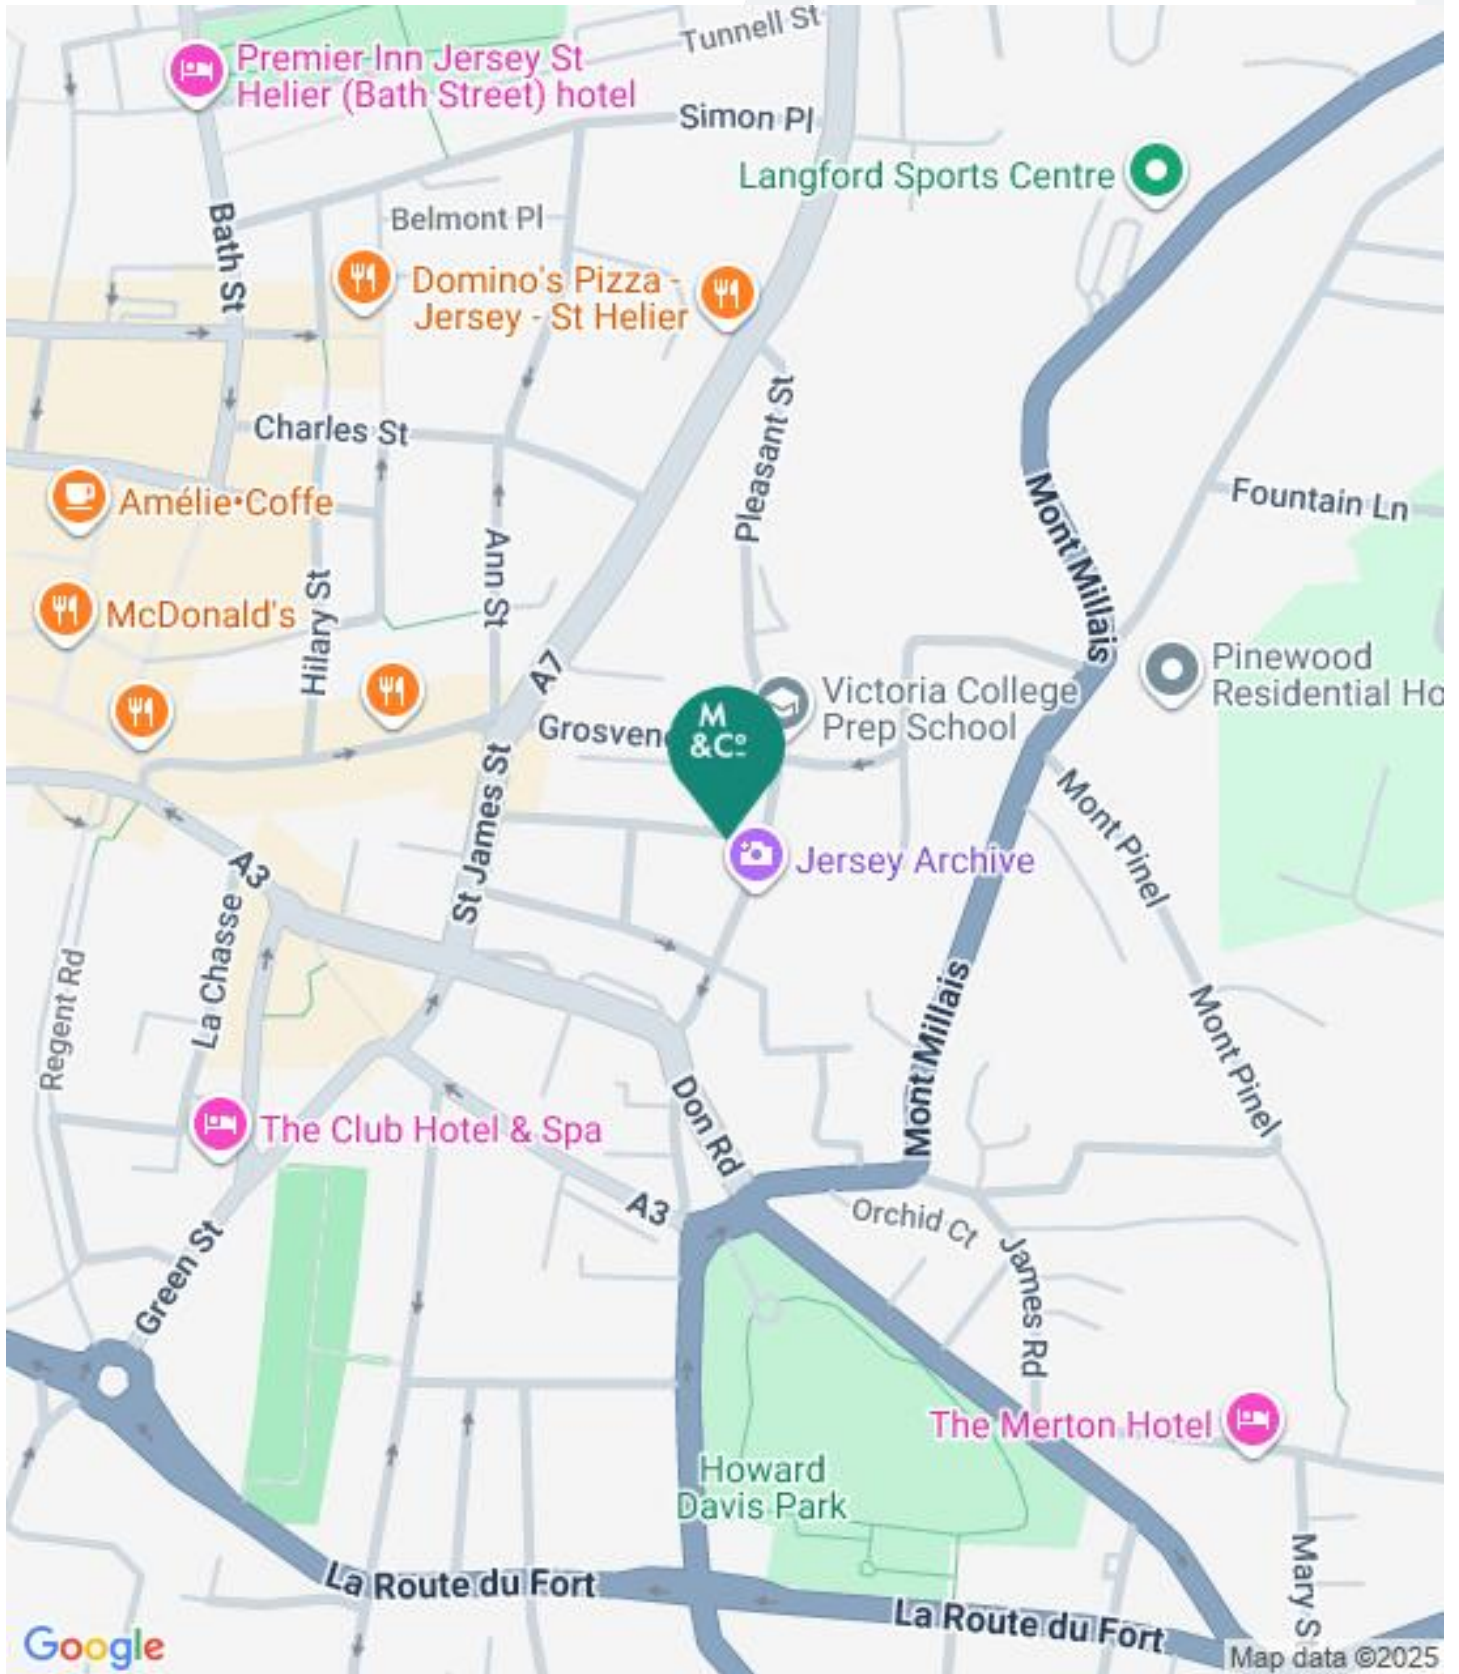 Tunnell St
Premier Inn Jersey St
Helier (Bath Street) hotel
Simon Pl
Langford Sports Centre
Bath St
Belmont Pl
Domino's Pizza -
Jersey - St Helier
Pleasant St
Charles St
Mont Millais
Fountain Ln
Amélie•Coffe
Ann St
Hilary St
McDonald's
A7
Pinewood
Residential Ho
Victoria College
Prep School
M
&Co
Grosven
St James St
Mont Pinel
A3
Jersey Archive
La Chasse
Regent Rd
Mont Millais
Mont Pinel
Don Rd
The Club Hotel & Spa
A3
Orchid Ct
Green St
James Rd
The Merton Hotel
Howard
Davis Park
La Route du Fort
Mary S
La Route du Fort
Google
Map data ©2025